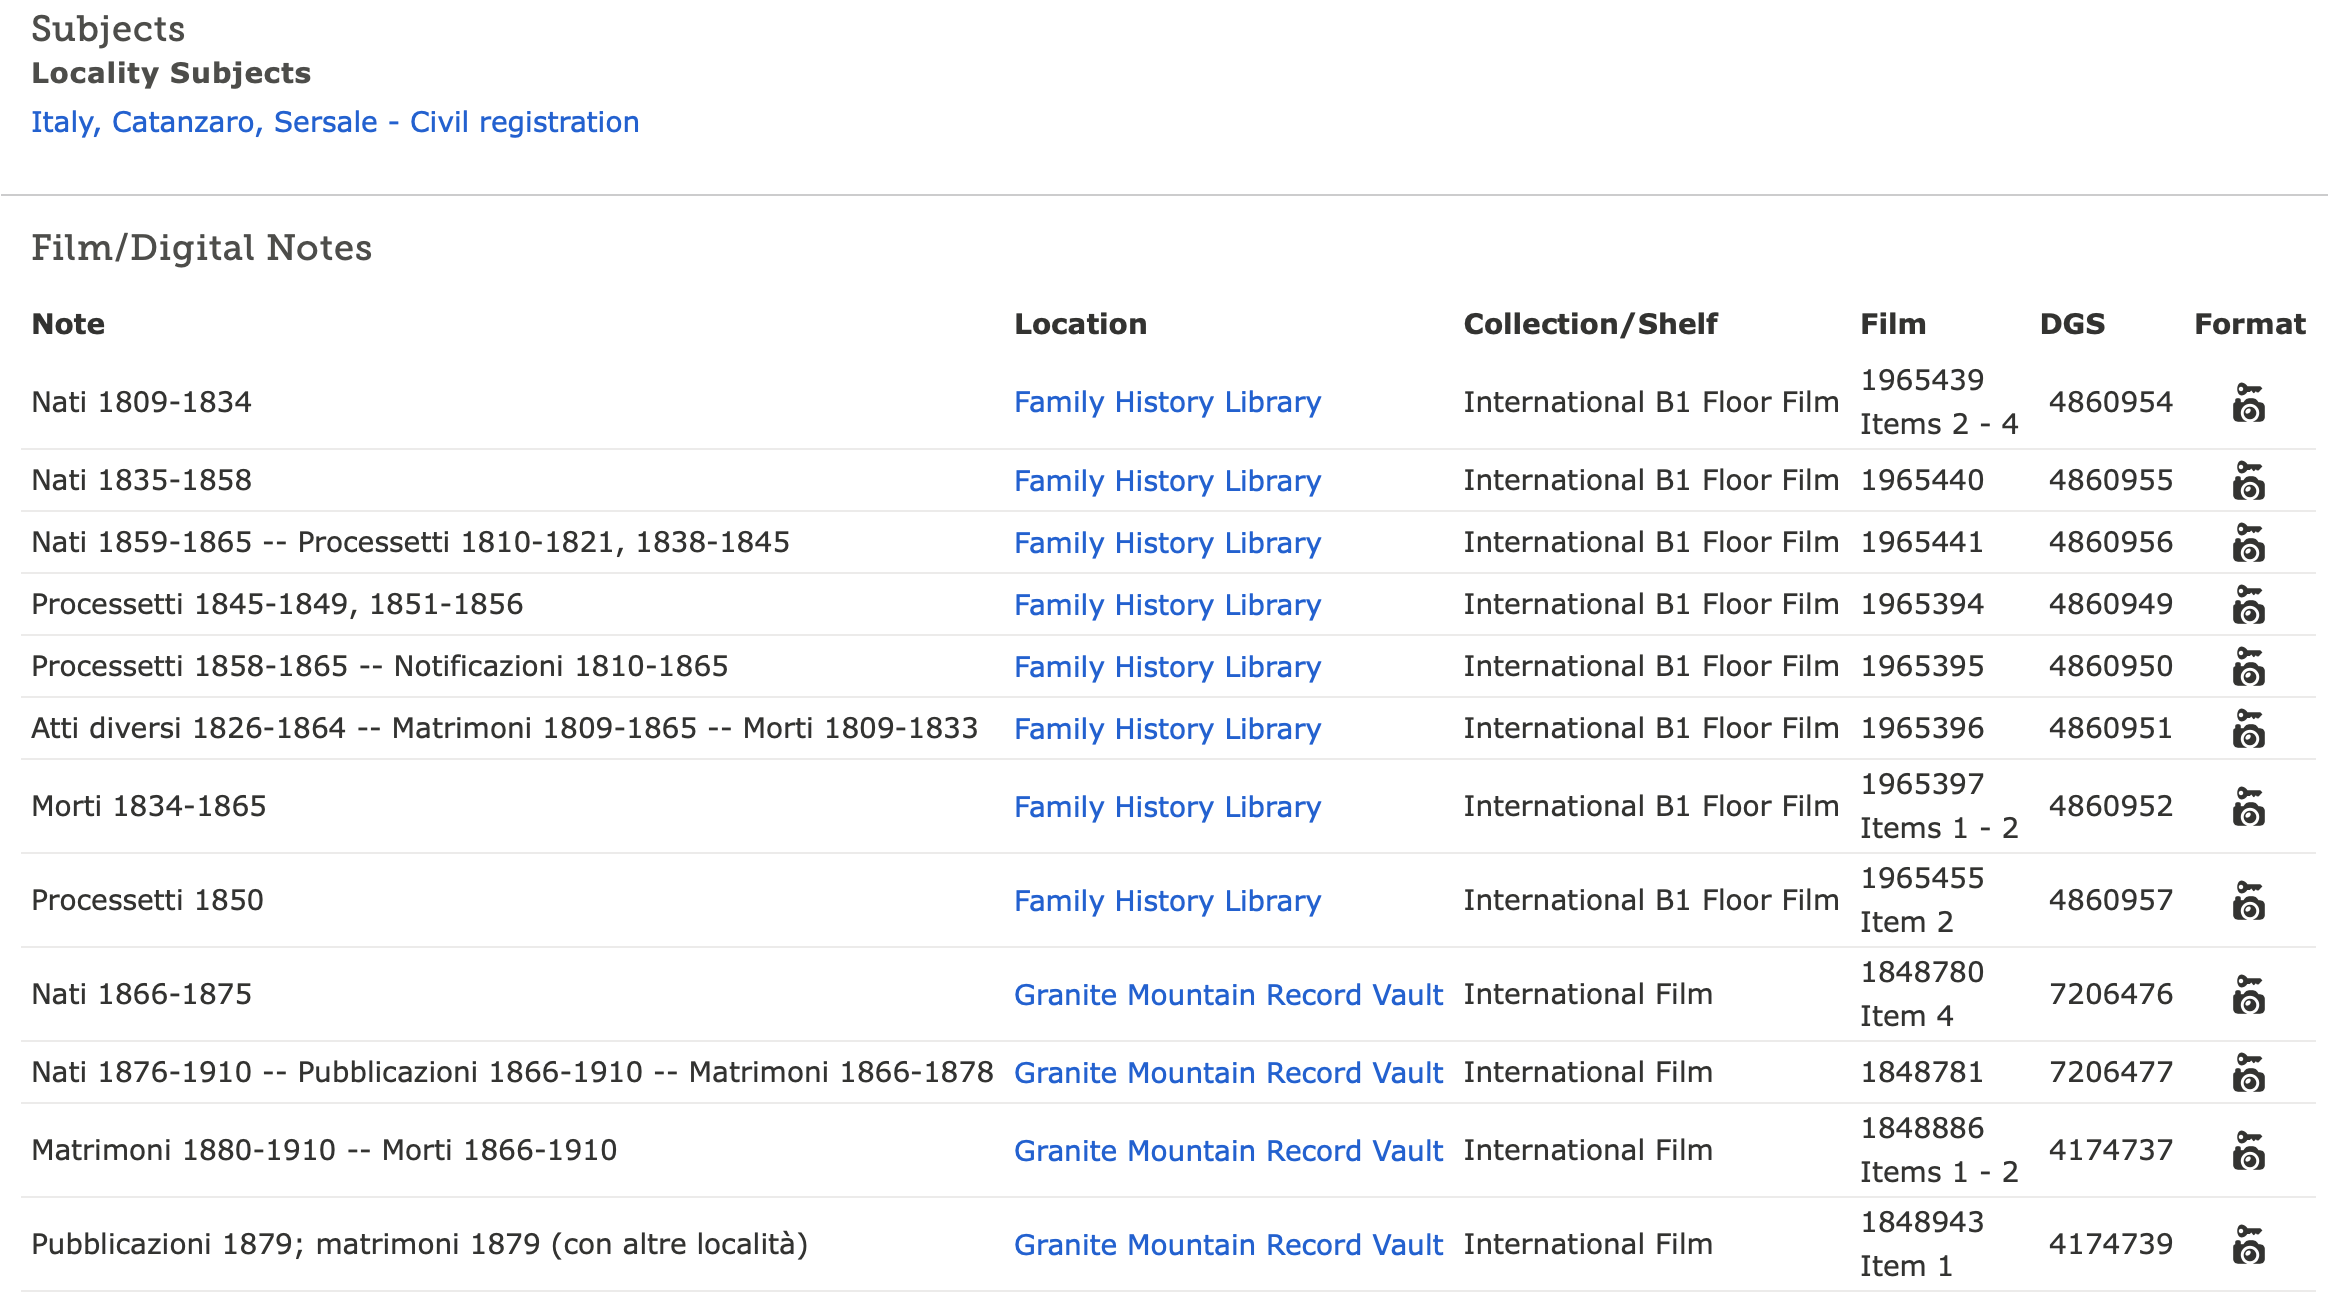 Subjects
Locality Subjects
Italy, Catanzaro, Sersale - Civil registration
Film/Digital Notes
Note Location Collection/Shelf Film DGS Format
Nati 1809-1834 Family History Library International B1 Floor Film 1965439 Items 2 - 4 4860954
Nati 1835-1858 Family History Library International B1 Floor Film 1965440 4860955
Nati 1859-1865 -- Processetti 1810-1821, 1838-1845 Family History Library International B1 Floor Film 1965441 4860956
Processetti 1845-1849, 1851-1856 Family History Library International B1 Floor Film 1965394 4860949
Processetti 1858-1865 -- Notificazioni 1810-1865 Family History Library International B1 Floor Film 1965395 4860950
Atti diversi 1826-1864 -- Matrimoni 1809-1865 -- Morti 1809-1833 Family History Library International B1 Floor Film 1965396 4860951
Morti 1834-1865 Family History Library International B1 Floor Film 1965397 Items 1 - 2 4860952
Processetti 1850 Family History Library International B1 Floor Film 1965455 Item 2 4860957
Nati 1866-1875 Granite Mountain Record Vault International Film 1848780 Item 4 7206476
Nati 1876-1910 -- Pubblicazioni 1866-1910 -- Matrimoni 1866-1878 Granite Mountain Record Vault International Film 1848781 7206477
Matrimoni 1880-1910 -- Morti 1866-1910 Granite Mountain Record Vault International Film 1848886 Items 1 - 2 4174737
Pubblicazioni 1879; matrimoni 1879 (con altre località) Granite Mountain Record Vault International Film 1848943 Item 1 4174739